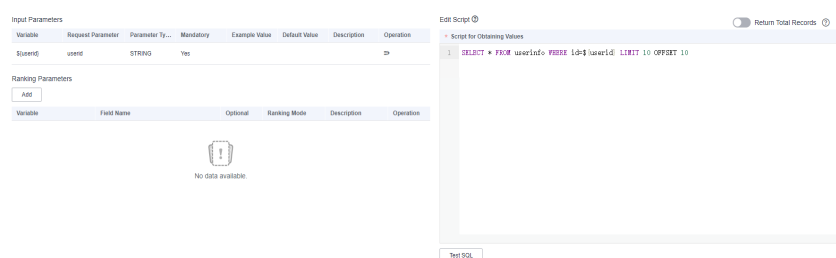 Input Parameters
Variable Request Parameter Parameter Ty... Mandatory Example Value Default Value Description Operation
${userid} userid STRING Yes
Ranking Parameters
Add
Variable Field Name Optional Ranking Mode Description Operation
No data available.
Edit Script
Return Total Records
* Script for Obtaining Values
1 SELECT * FROM userinfo WHERE id=${userid} LIMIT 10 OFFSET 10
Test SQL